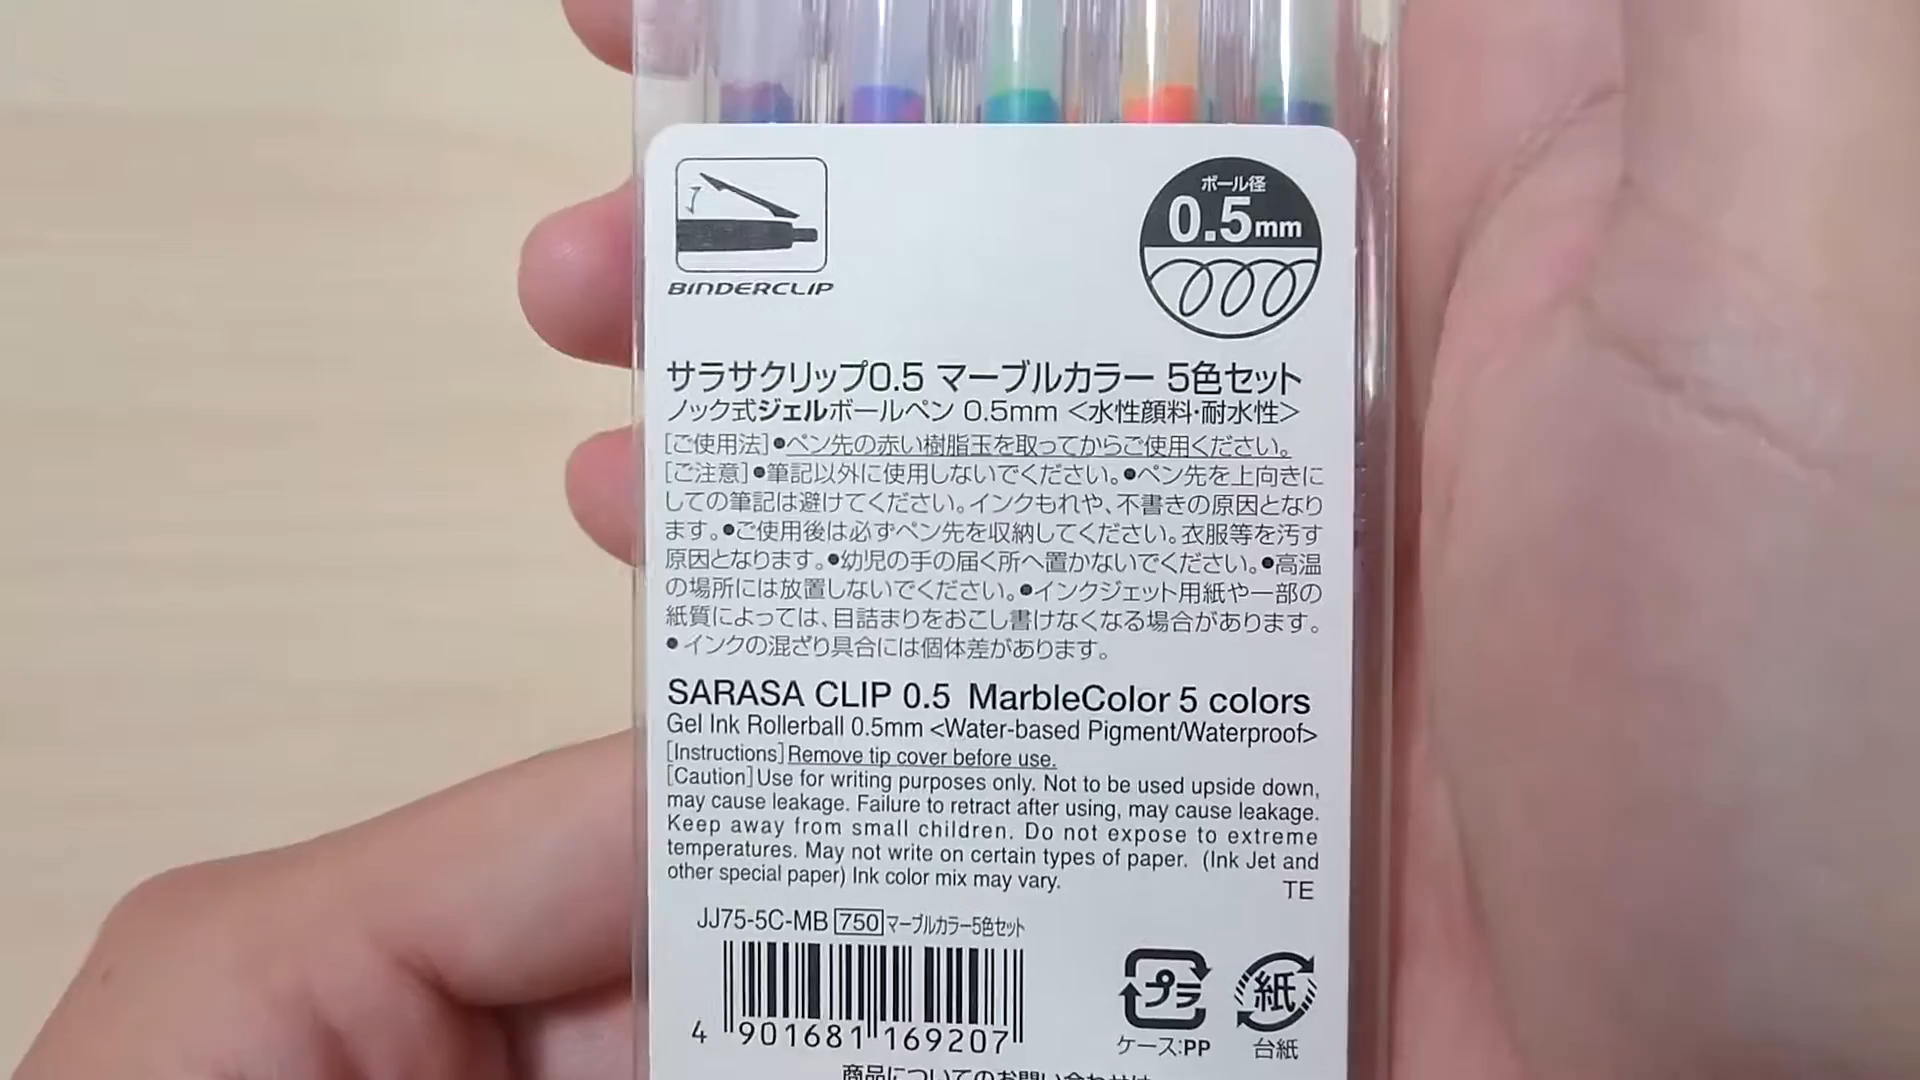 BINDERCLIP
ボール径
0.5mm
サラサクリップ0.5 マーブルカラー 5色セット
ノック式ジェルボールペン 0.5mm <水性顔料・耐水性>
[ご使用法]●ペン先の赤い樹脂玉を取ってからご使用ください。
[ご注意]●筆記以外に使用しないでください。●ペン先を上向きに
しての筆記は避けてください。インクもれや、不書きの原因となり
ます。●ご使用後は必ずペン先を収納してください。衣服等を汚す
原因となります。●幼児の手の届く所へ置かないでください。●高温
の場所には放置しないでください。●インクジェット用紙や一部の
紙質によっては、目詰まりをおこし書けなくなる場合があります。
●インクの混ざり具合には個体差があります。
SARASA CLIP 0.5 MarbleColor 5 colors
Gel Ink Rollerball 0.5mm <Water-based Pigment/Waterproof>
[Instructions] Remove tip cover before use.
[Caution] Use for writing purposes only. Not to be used upside down,
may cause leakage. Failure to retract after using, may cause leakage.
Keep away from small children. Do not expose to extreme
temperatures. May not write on certain types of paper. (Ink Jet and
other special paper) Ink color mix may vary.
TE
JJ75-5C-MB 750 マーブルカラー5色セット
4 901681 169207
プラ
ケース:PP
紙
台紙
商品についてのお問い合わせは